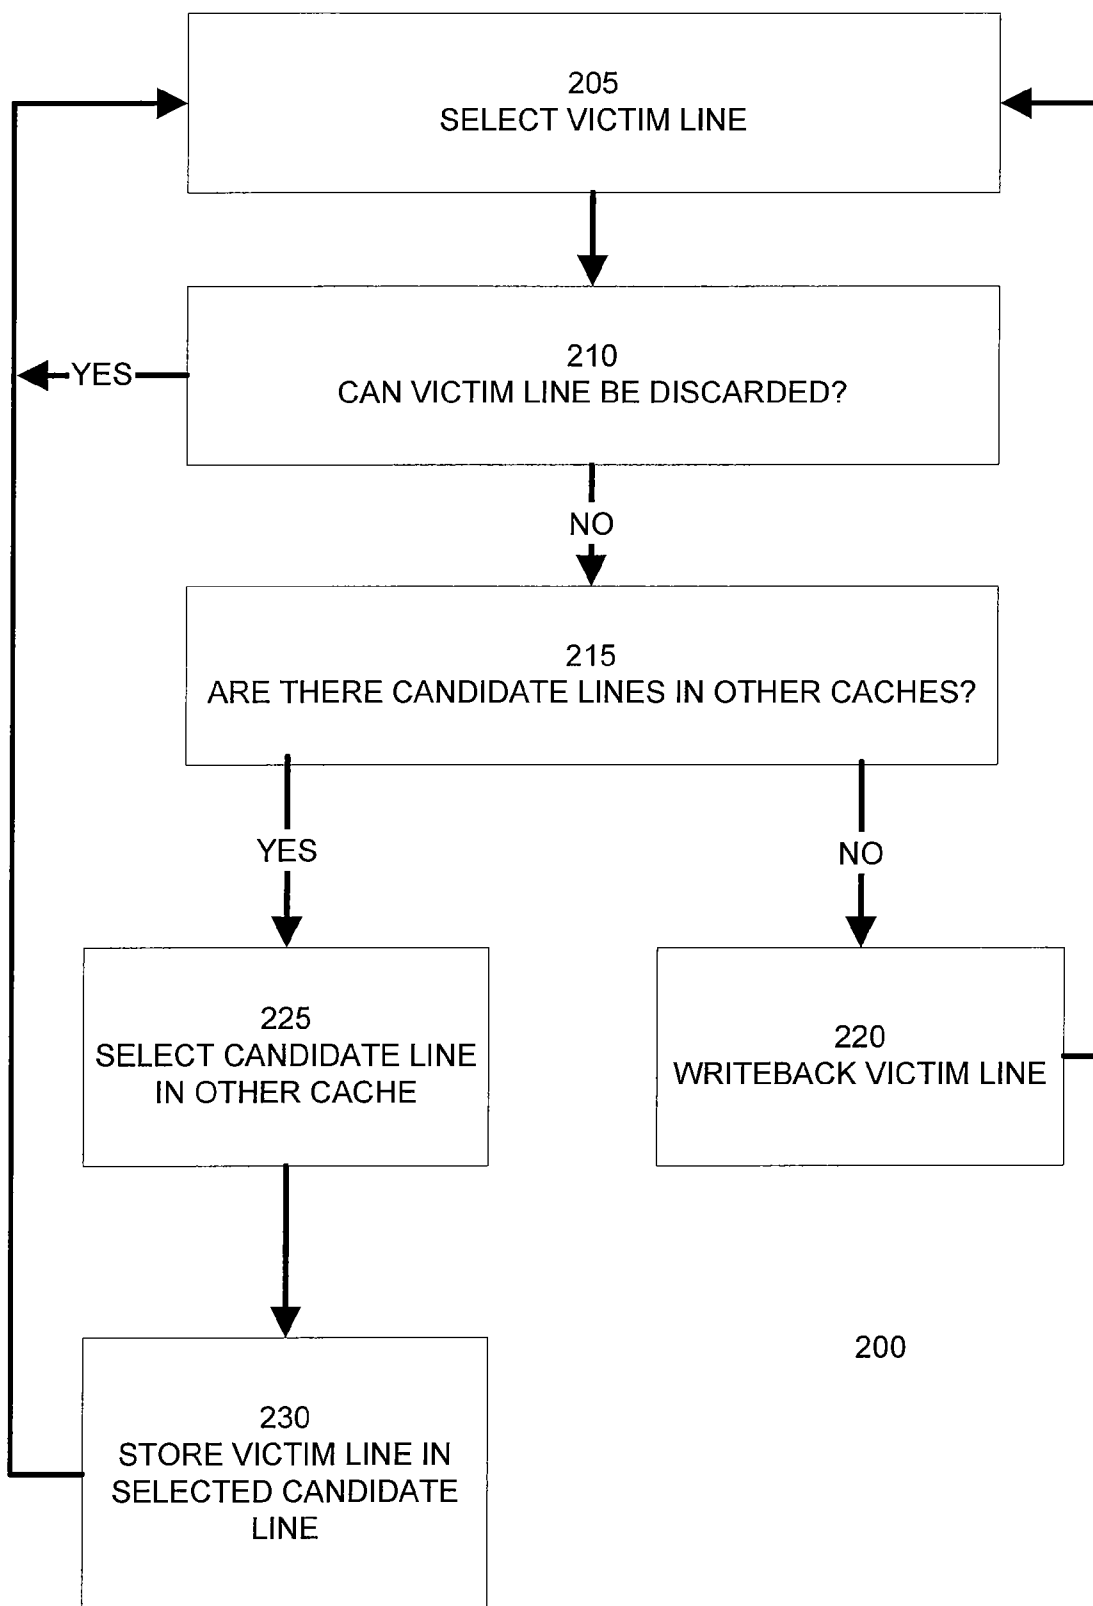 205
SELECT VICTIM LINE
210
CAN VICTIM LINE BE DISCARDED?
YES
NO
215
ARE THERE CANDIDATE LINES IN OTHER CACHES?
YES
NO
225
SELECT CANDIDATE LINE
IN OTHER CACHE
220
WRITEBACK VICTIM LINE
200
230
STORE VICTIM LINE IN
SELECTED CANDIDATE
LINE